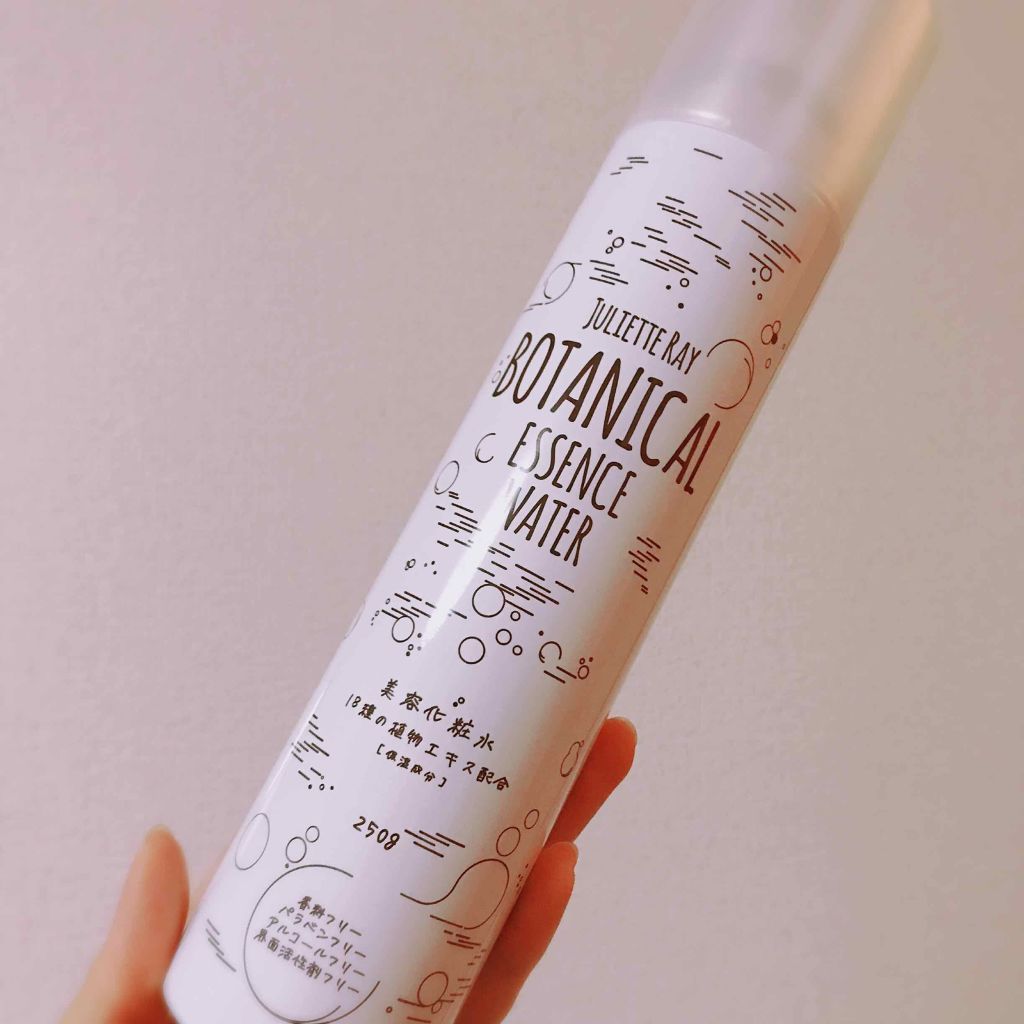 JULIETTE RAY
BOTANICAL
ESSENCE
WATER
美容化粧水
18種の植物エキス配合
[保湿成分]
250g
香料フリー
パラベンフリー
アルコールフリー
界面活性剤フリー